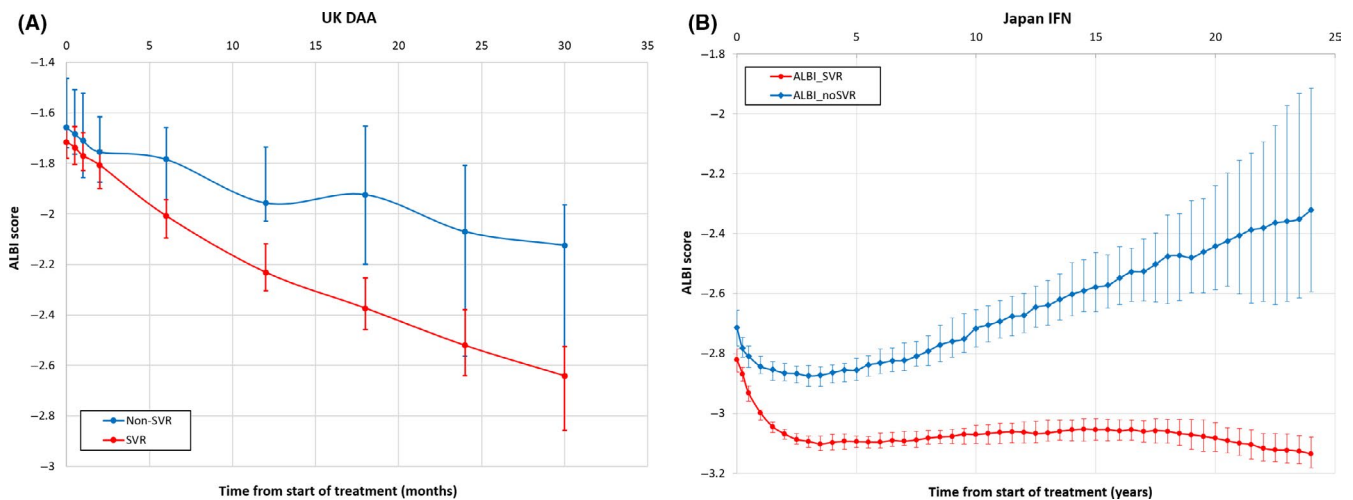 (A)
UK DAA
0 5 10 15 20 25 30 35
−1.4
−1.6
−1.8
−2
−2.2
−2.4
−2.6
−2.8
−3
ALBI score
Non-SVR
SVR
Time from start of treatment (months)
(B)
Japan IFN
0 5 10 15 20 25
−1.8
−2
−2.2
−2.4
−2.6
−2.8
−3
−3.2
ALBI score
ALBI_SVR
ALBI_noSVR
Time from start of treatment (years)